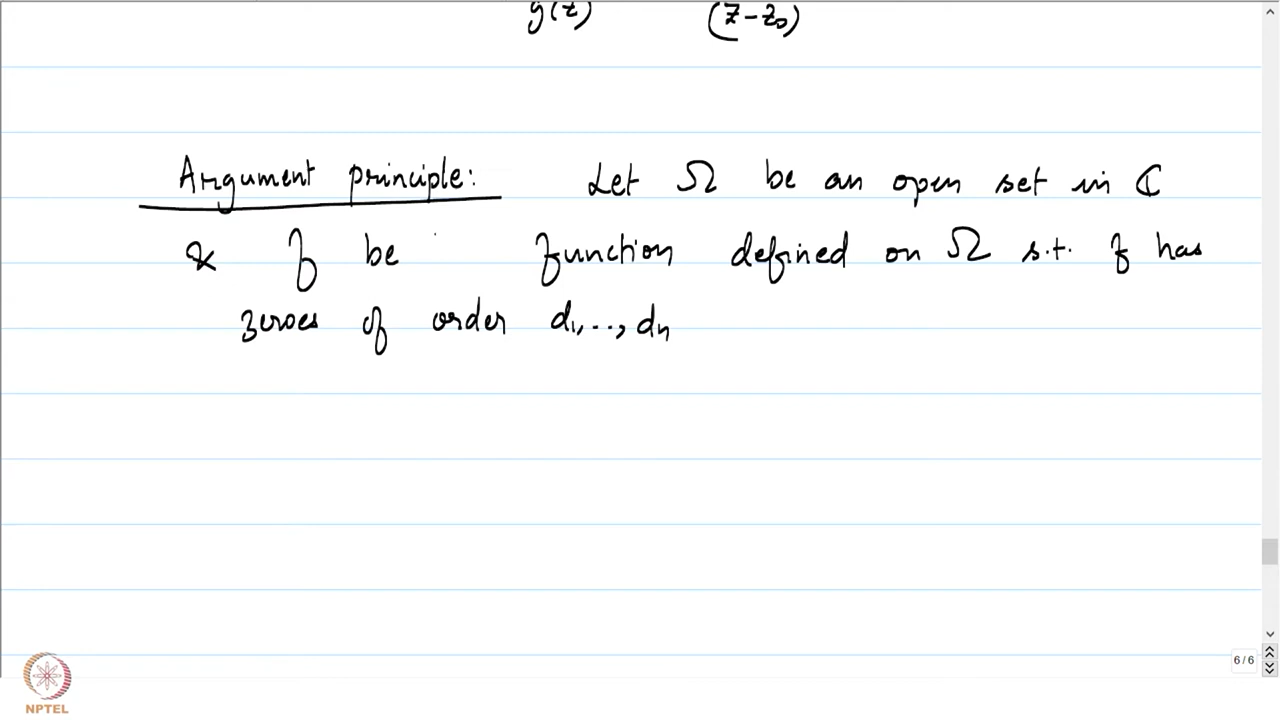 g(z) (z-z₀)
Argument principle: Let Ω be an open set in ℂ
& f be function defined on Ω s.t. f has
zeroes of order d₁,..,dₙ
6 / 6
NPTEL